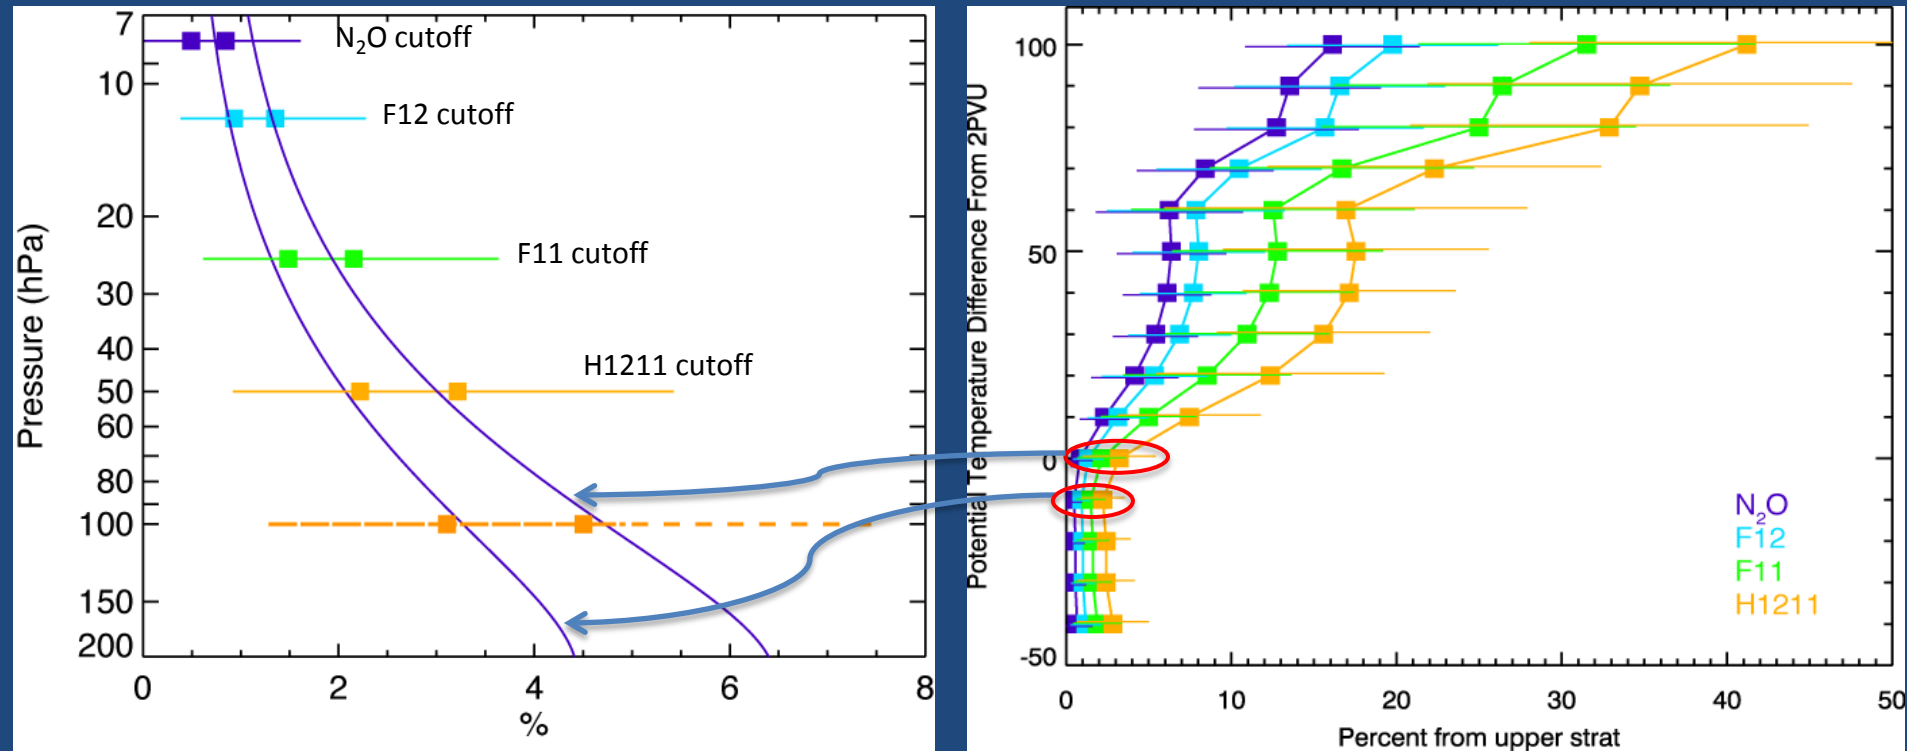 7
10
20
30
40
50
60
80
100
150
200
Pressure (hPa)
0 2 4 6 8
%
N₂O cutoff
F12 cutoff
F11 cutoff
H1211 cutoff
100
50
0
-50
Potential Temperature Difference From 2PVU
0 10 20 30 40 50
Percent from upper strat
N₂O
F12
F11
H1211